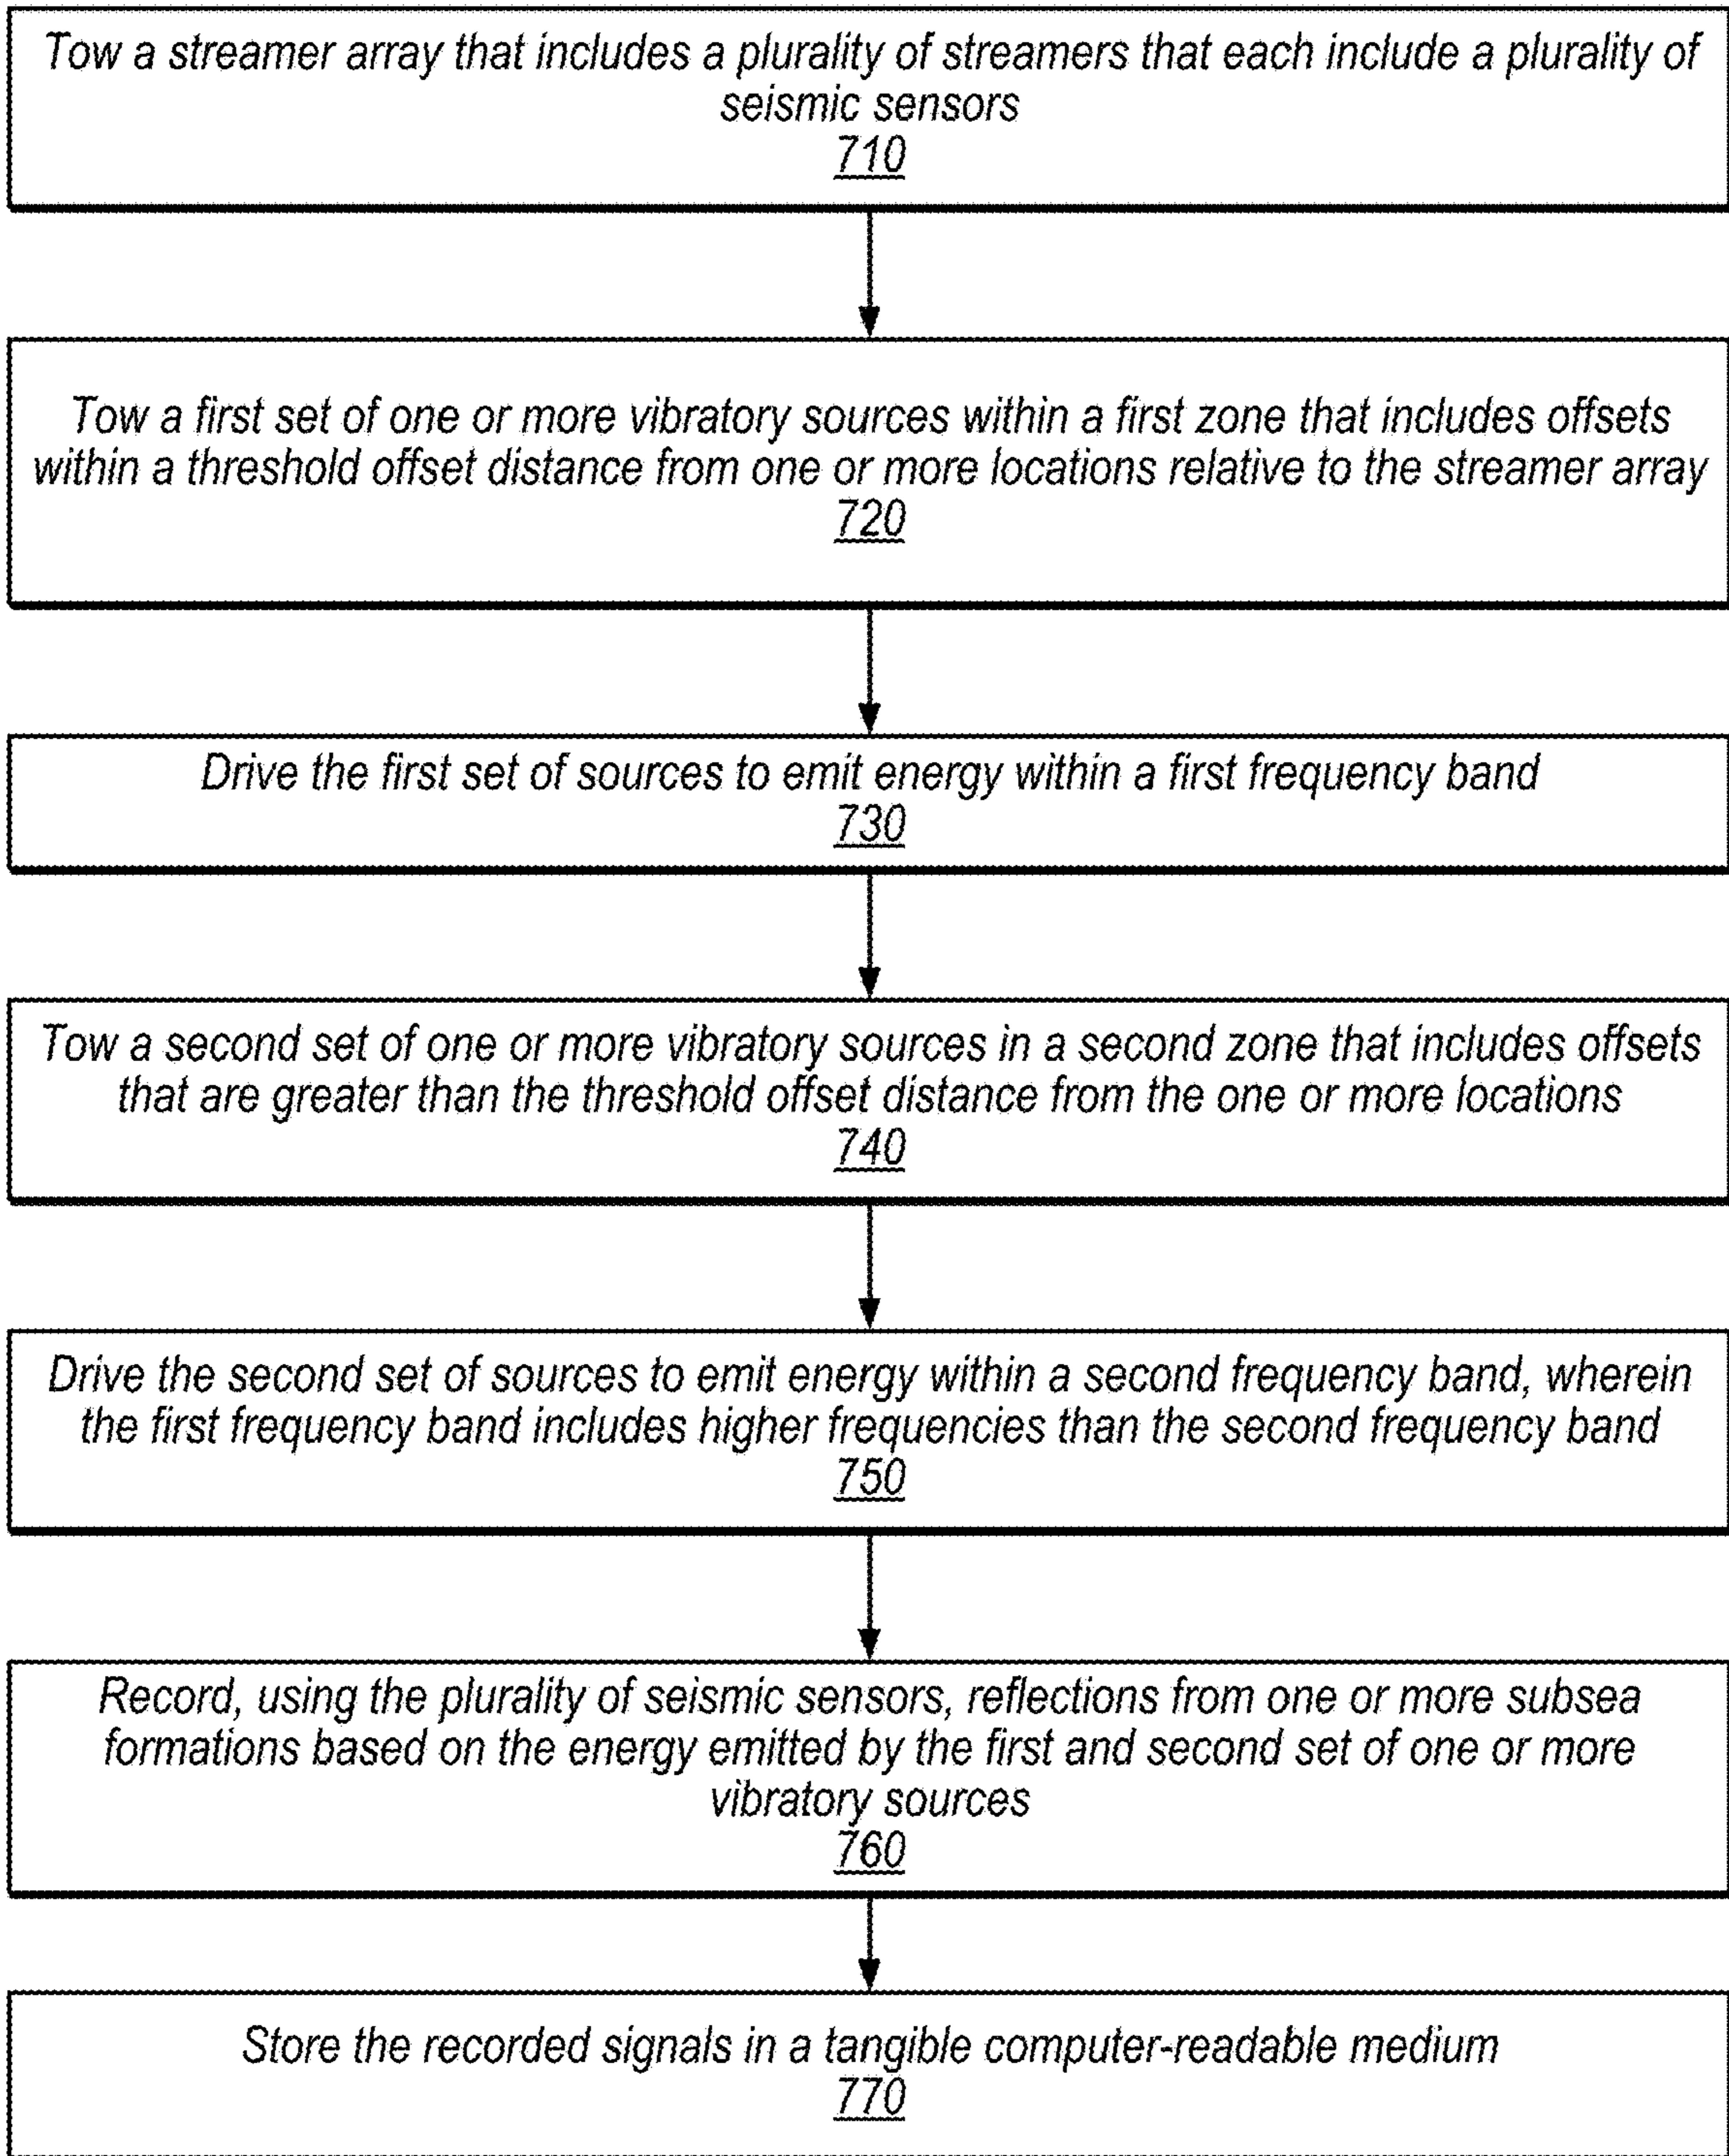 Tow a streamer array that includes a plurality of streamers that each include a plurality of
seismic sensors
710
Tow a first set of one or more vibratory sources within a first zone that includes offsets
within a threshold offset distance from one or more locations relative to the streamer array
720
Drive the first set of sources to emit energy within a first frequency band
730
Tow a second set of one or more vibratory sources in a second zone that includes offsets
that are greater than the threshold offset distance from the one or more locations
740
Drive the second set of sources to emit energy within a second frequency band, wherein
the first frequency band includes higher frequencies than the second frequency band
750
Record, using the plurality of seismic sensors, reflections from one or more subsea
formations based on the energy emitted by the first and second set of one or more
vibratory sources
760
Store the recorded signals in a tangible computer-readable medium
770